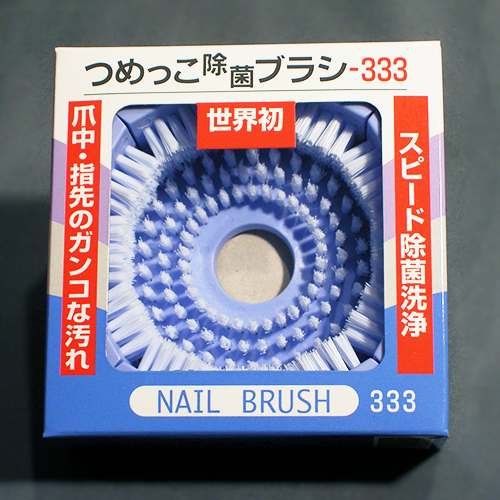 つめっこ除菌ブラシ-333
世界初
爪中・指先のガンコな汚れ
スピード除菌洗浄
NAIL BRUSH 333